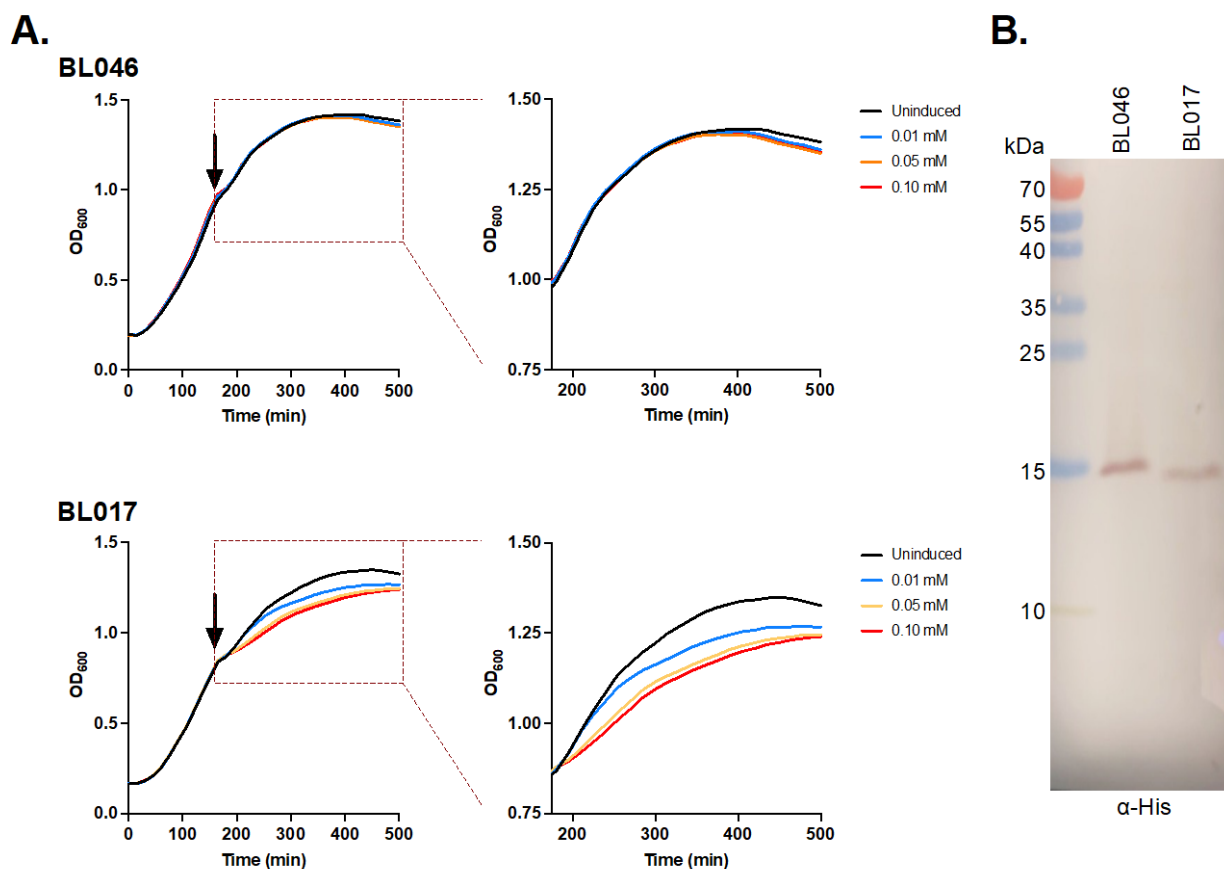 A.
BL046
1.5
1.0
0.5
0.0
OD600
0 100 200 300 400 500
Time (min)
1.50
1.25
1.00
0.75
OD600
200 300 400 500
Time (min)
Uninduced
0.01 mM
0.05 mM
0.10 mM
BL017
1.5
1.0
0.5
0.0
OD600
0 100 200 300 400 500
Time (min)
1.50
1.25
1.00
0.75
OD600
200 300 400 500
Time (min)
Uninduced
0.01 mM
0.05 mM
0.10 mM
B.
kDa
BL046
BL017
70
55
40
35
25
15
10
α-His